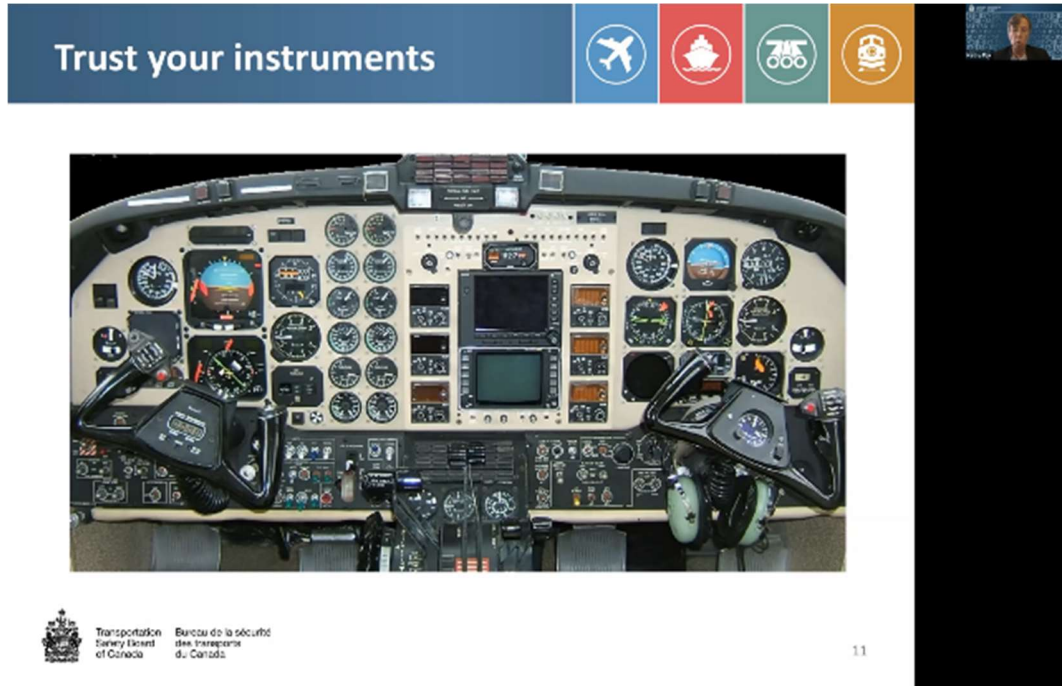 Trust your instruments
Transportation
Safety Board
of Canada
Bureau de la sécurité
des transports
du Canada
11